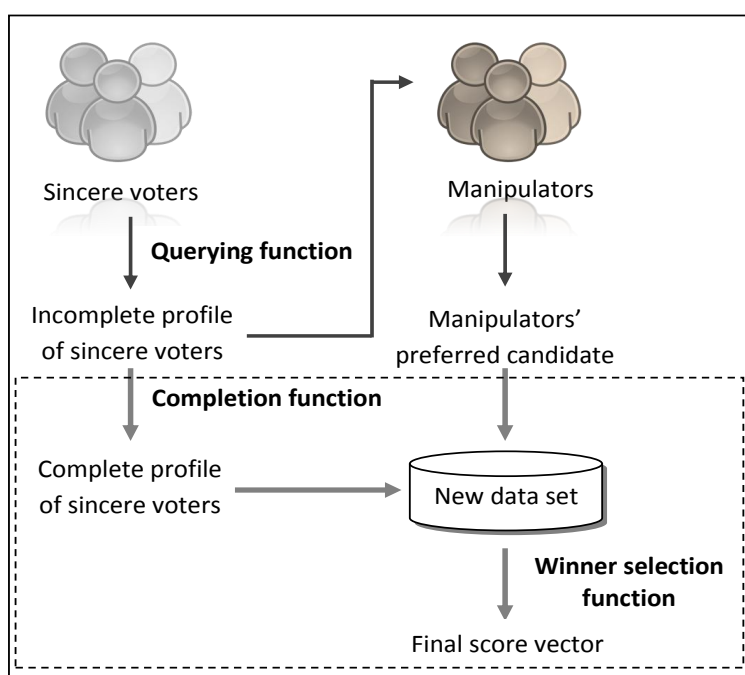 Sincere voters
Manipulators
Querying function
Incomplete profile
of sincere voters
Manipulators’
preferred candidate
Completion function
Complete profile
of sincere voters
New data set
Winner selection
function
Final score vector